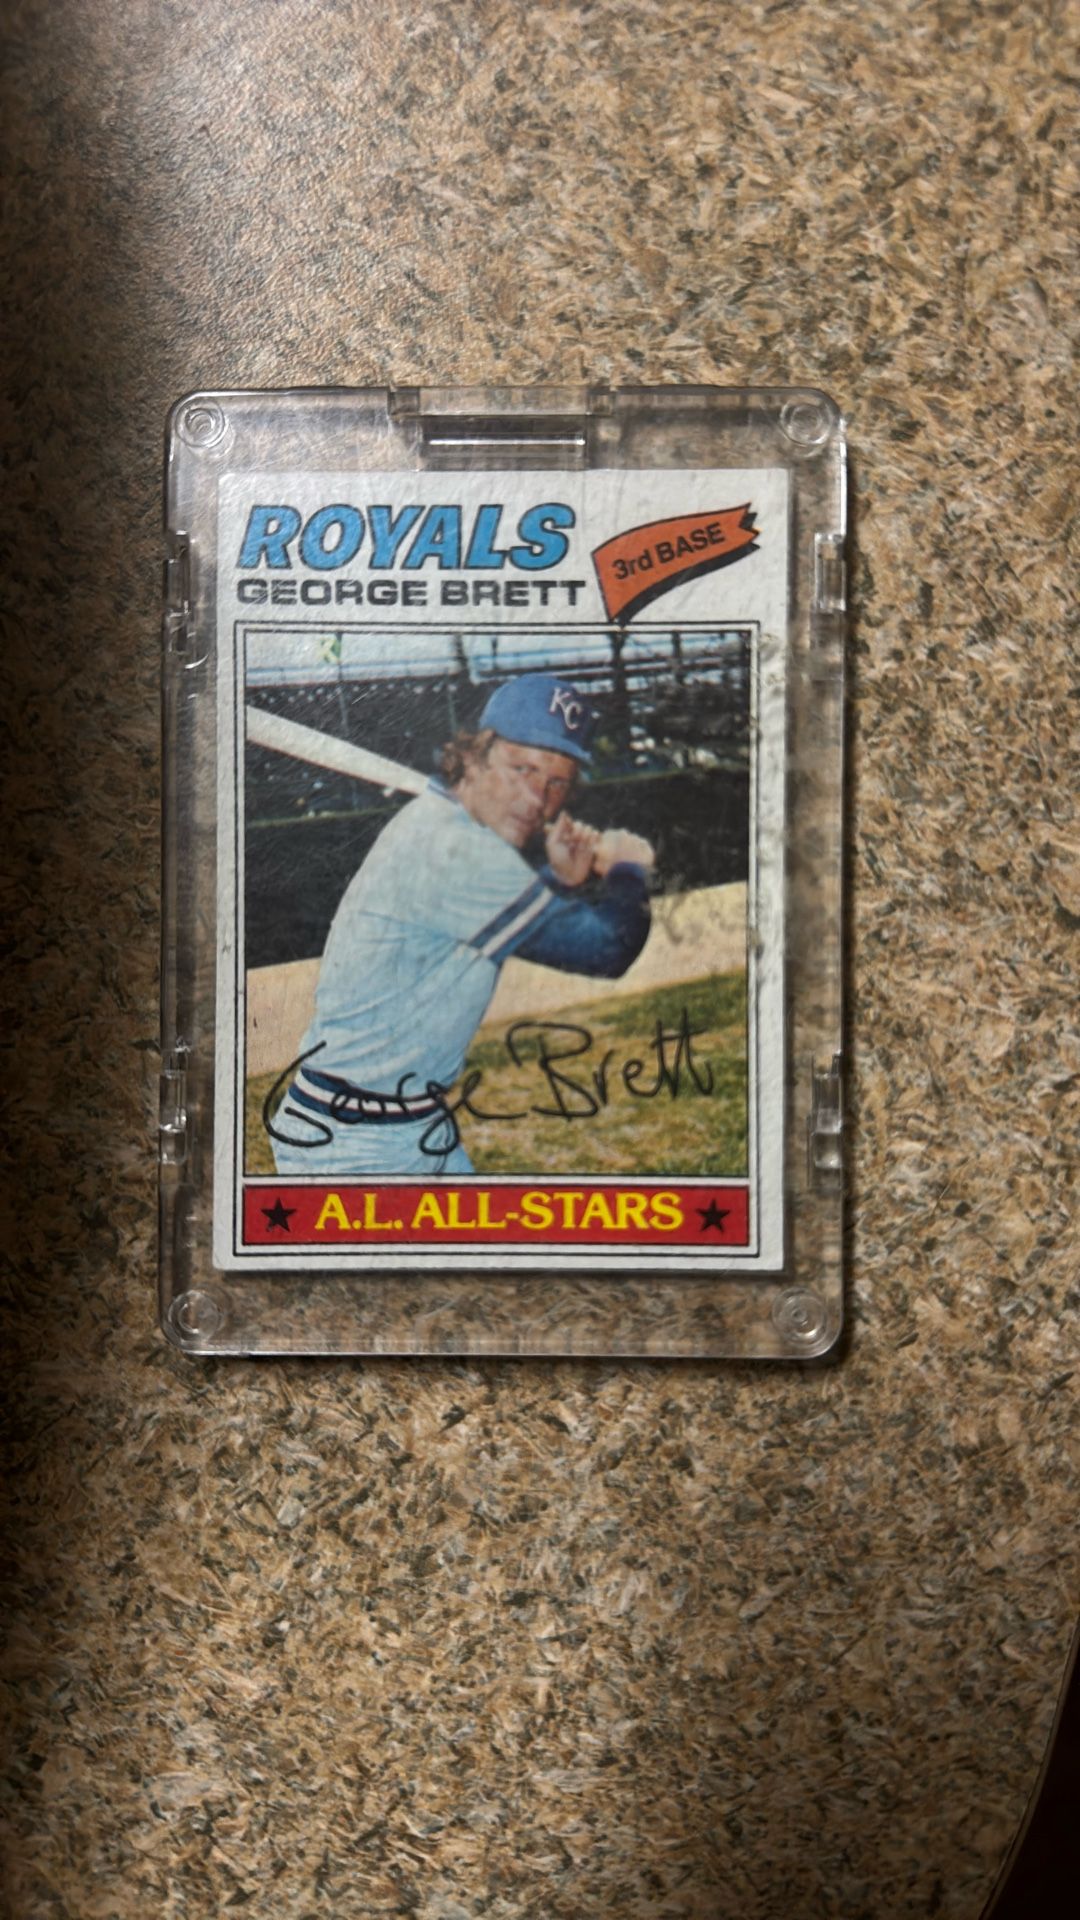 ROYALS
GEORGE BRETT
3rd BASE
KC
George Brett
A.L. ALL-STARS